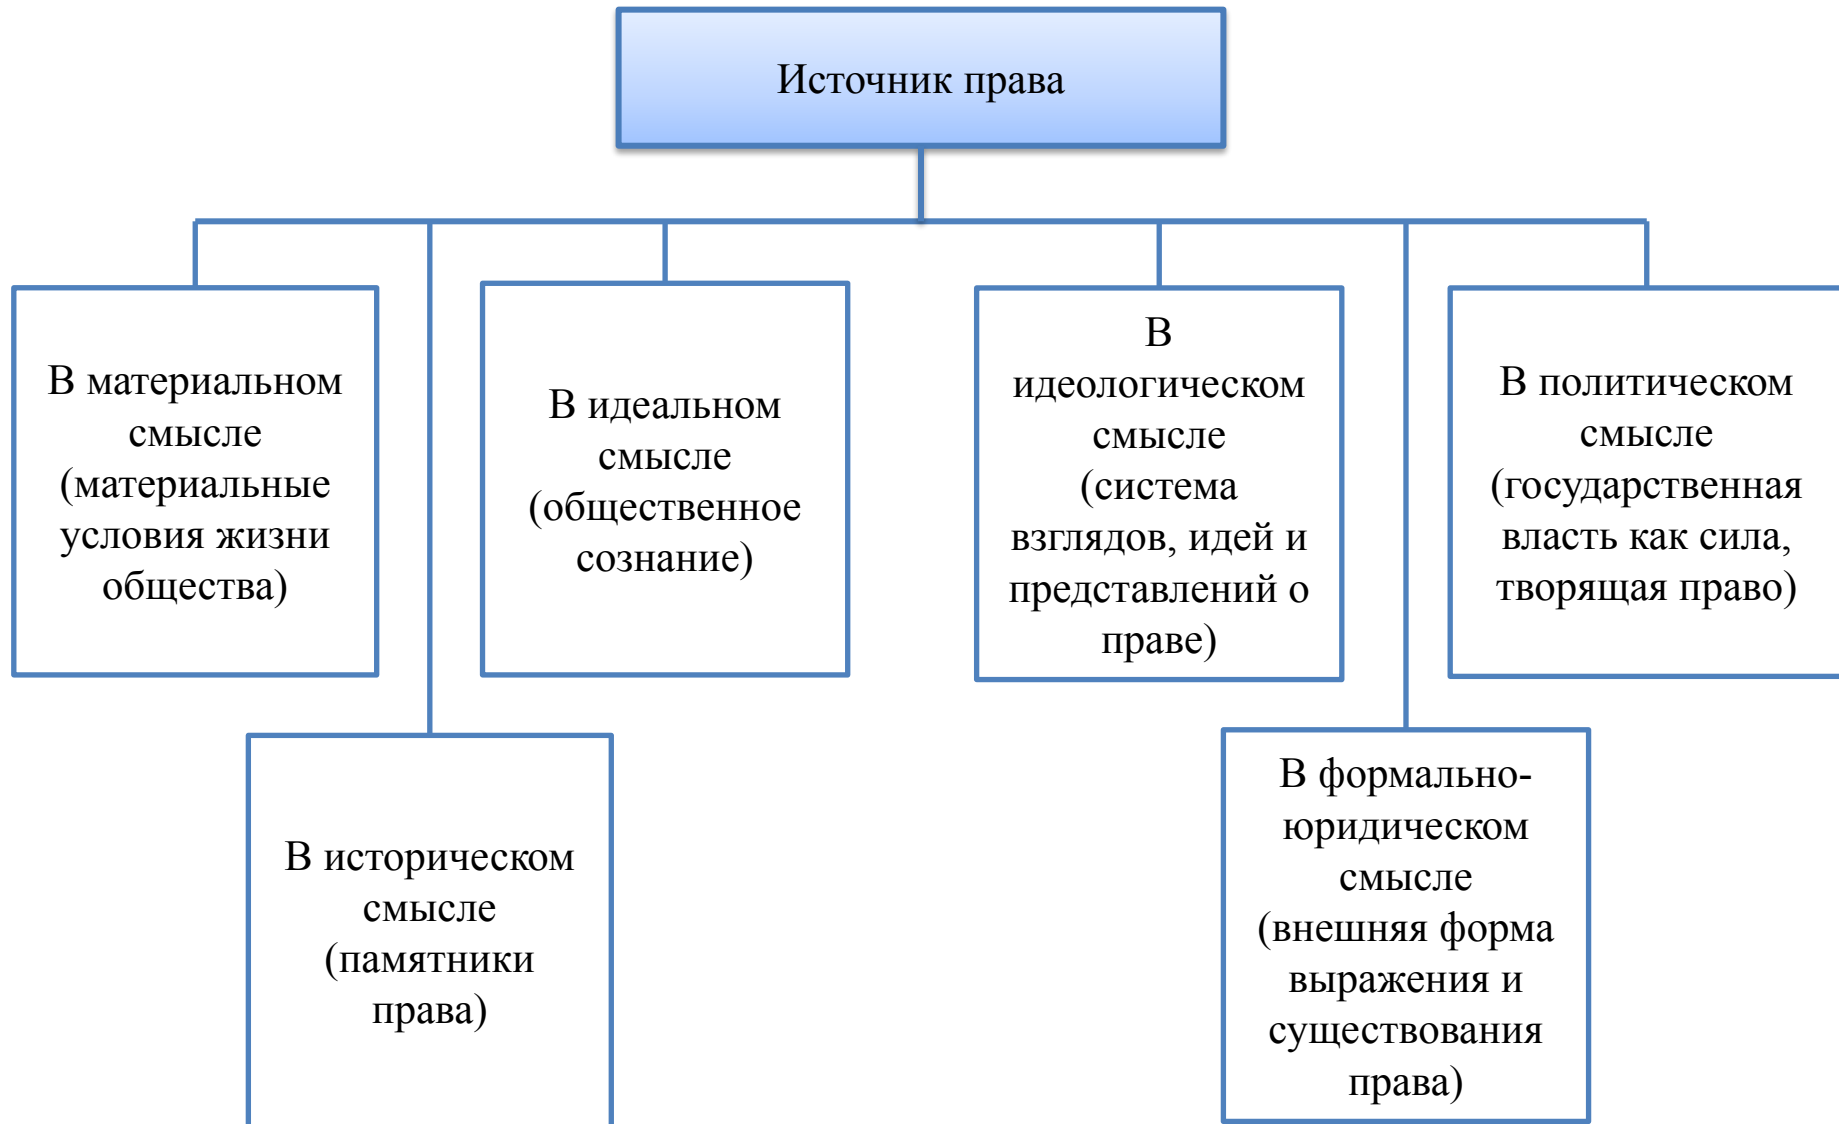 Источник права
В материальном
смысле
(материальные
условия жизни
общества)
В идеальном
смысле
(общественное
сознание)
В
идеологическом
смысле
(система
взглядов, идей и
представлений о
праве)
В политическом
смысле
(государственная
власть как сила,
творящая право)
В историческом
смысле
(памятники
права)
В формально-
юридическом
смысле
(внешняя форма
выражения и
существования
права)